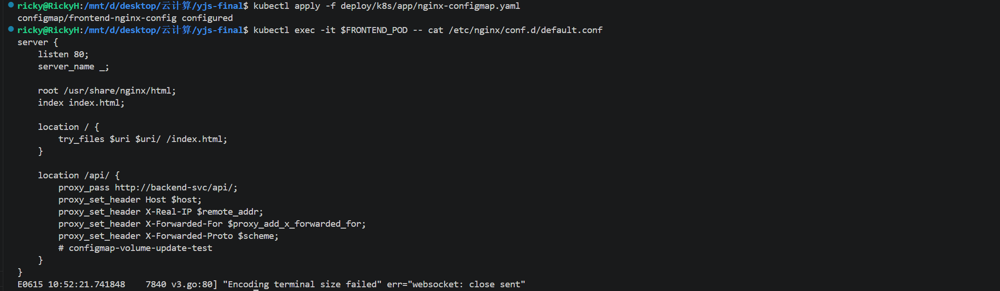 ricky@RickyH:/mnt/d/desktop/云计算/yjs-final$ kubectl apply -f deploy/k8s/app/nginx-configmap.yaml
configmap/frontend-nginx-config configured
ricky@RickyH:/mnt/d/desktop/云计算/yjs-final$ kubectl exec -it $FRONTEND_POD -- cat /etc/nginx/conf.d/default.conf
server {
    listen 80;
    server_name _;

    root /usr/share/nginx/html;
    index index.html;

    location / {
        try_files $uri $uri/ /index.html;
    }

    location /api/ {
        proxy_pass http://backend-svc/api/;
        proxy_set_header Host $host;
        proxy_set_header X-Real-IP $remote_addr;
        proxy_set_header X-Forwarded-For $proxy_add_x_forwarded_for;
        proxy_set_header X-Forwarded-Proto $scheme;
        # configmap-volume-update-test
    }
}
E0615 10:52:21.741848    7840 v3.go:80] "Encoding terminal size failed" err="websocket: close sent"